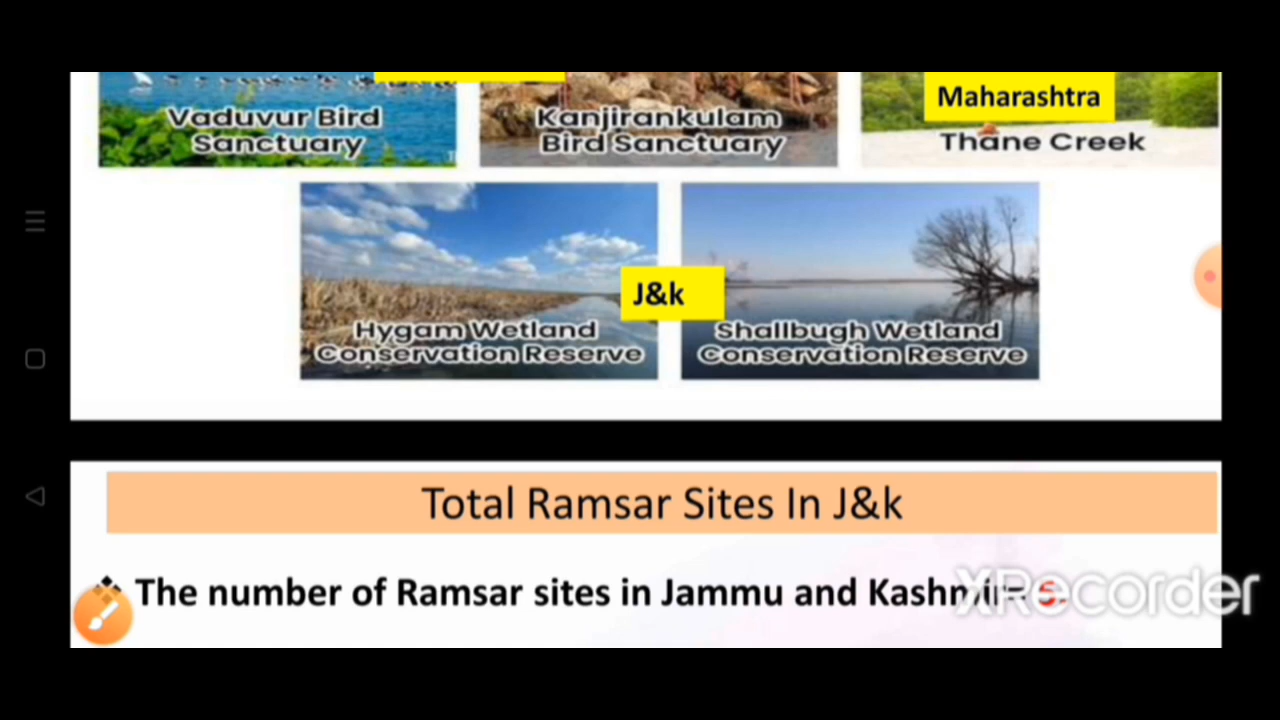 Maharashtra
Vaduvur Bird
Sanctuary
Kanjirankulam
Bird Sanctuary
Thane Creek
J&k
Hygam Wetland
Conservation Reserve
Shallbugh Wetland
Conservation Reserve
Total Ramsar Sites In J&k
The number of Ramsar sites in Jammu and Kashmir= 5.
XRecorder